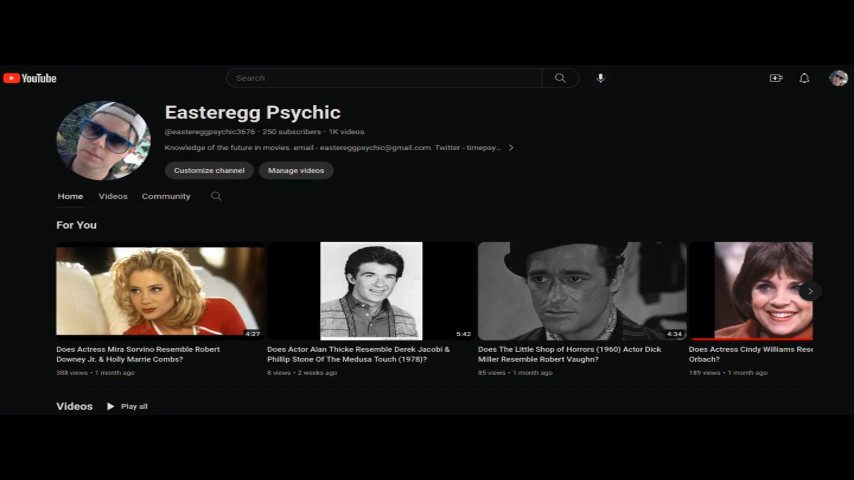 YouTube
Search
Easteregg Psychic
@eastereggpsychic3676 · 250 subscribers · 1K videos
Knowledge of the future in movies. email - eastereggpsychic@gmail.com. Twitter - timepsy...
Customize channel
Manage videos
Home
Videos
Community
For You
4:27
5:42
4:34
Does Actress Mira Sorvino Resemble Robert
Downey Jr. & Holly Marrie Combs?
388 views · 1 month ago
Does Actor Alan Thicke Resemble Derek Jacobi &
Phillip Stone Of The Medusa Touch (1978)?
8 views · 2 weeks ago
Does The Little Shop of Horrors (1960) Actor Dick
Miller Resemble Robert Vaughn?
85 views · 1 month ago
Does Actress Cindy Williams Rese
Orbach?
189 views · 1 month ago
Videos
Play all